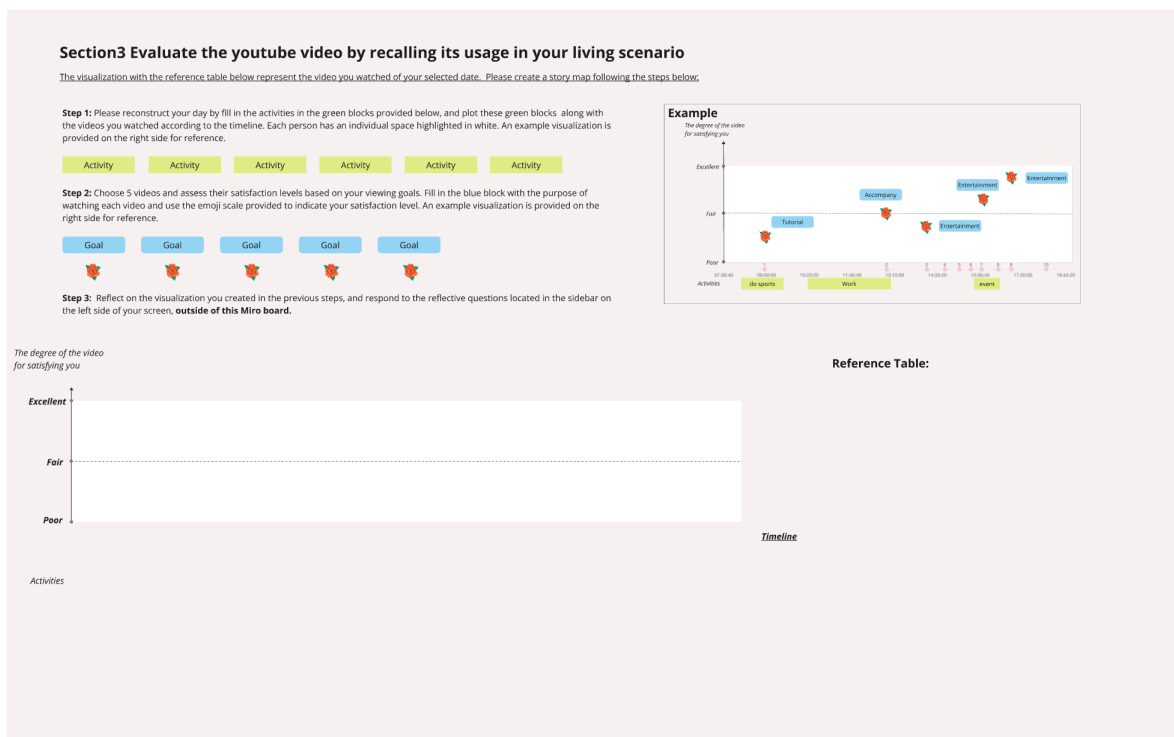 Section3 Evaluate the youtube video by recalling its usage in your living scenario
The visualization with the reference table below represent the video you watched of your selected date. Please create a story map following the steps below:
Step 1: Please reconstruct your day by fill in the activities in the green blocks provided below, and plot these green blocks along with
the videos you watched according to the timeline. Each person has an individual space highlighted in white. An example visualization is
provided on the right side for reference.
Activity Activity Activity Activity Activity Activity
Step 2: Choose 5 videos and assess their satisfaction levels based on your viewing goals. Fill in the blue block with the purpose of
watching each video and use the emoji scale provided to indicate your satisfaction level. An example visualization is provided on the
right side for reference.
Goal Goal Goal Goal Goal
Step 3: Reflect on the visualization you created in the previous steps, and respond to the reflective questions located in the sidebar on
the left side of your screen, outside of this Miro board.
Example
The degree of the video
for satisfying you
Excellent
Entertainment
Entertainment
Accompany
Fair
Tutorial
Entertainment
Poor
1 2 3 4 5 6 7 8 9 10
07:36:40 09:00:00 10:23:20 11:46:40 13:10:00 14:33:20 15:56:40 17:20:00 18:43:20
Activities
do sports Work event
The degree of the video
for satisfying you
Reference Table:
Excellent
Fair
Poor
Timeline
Activities